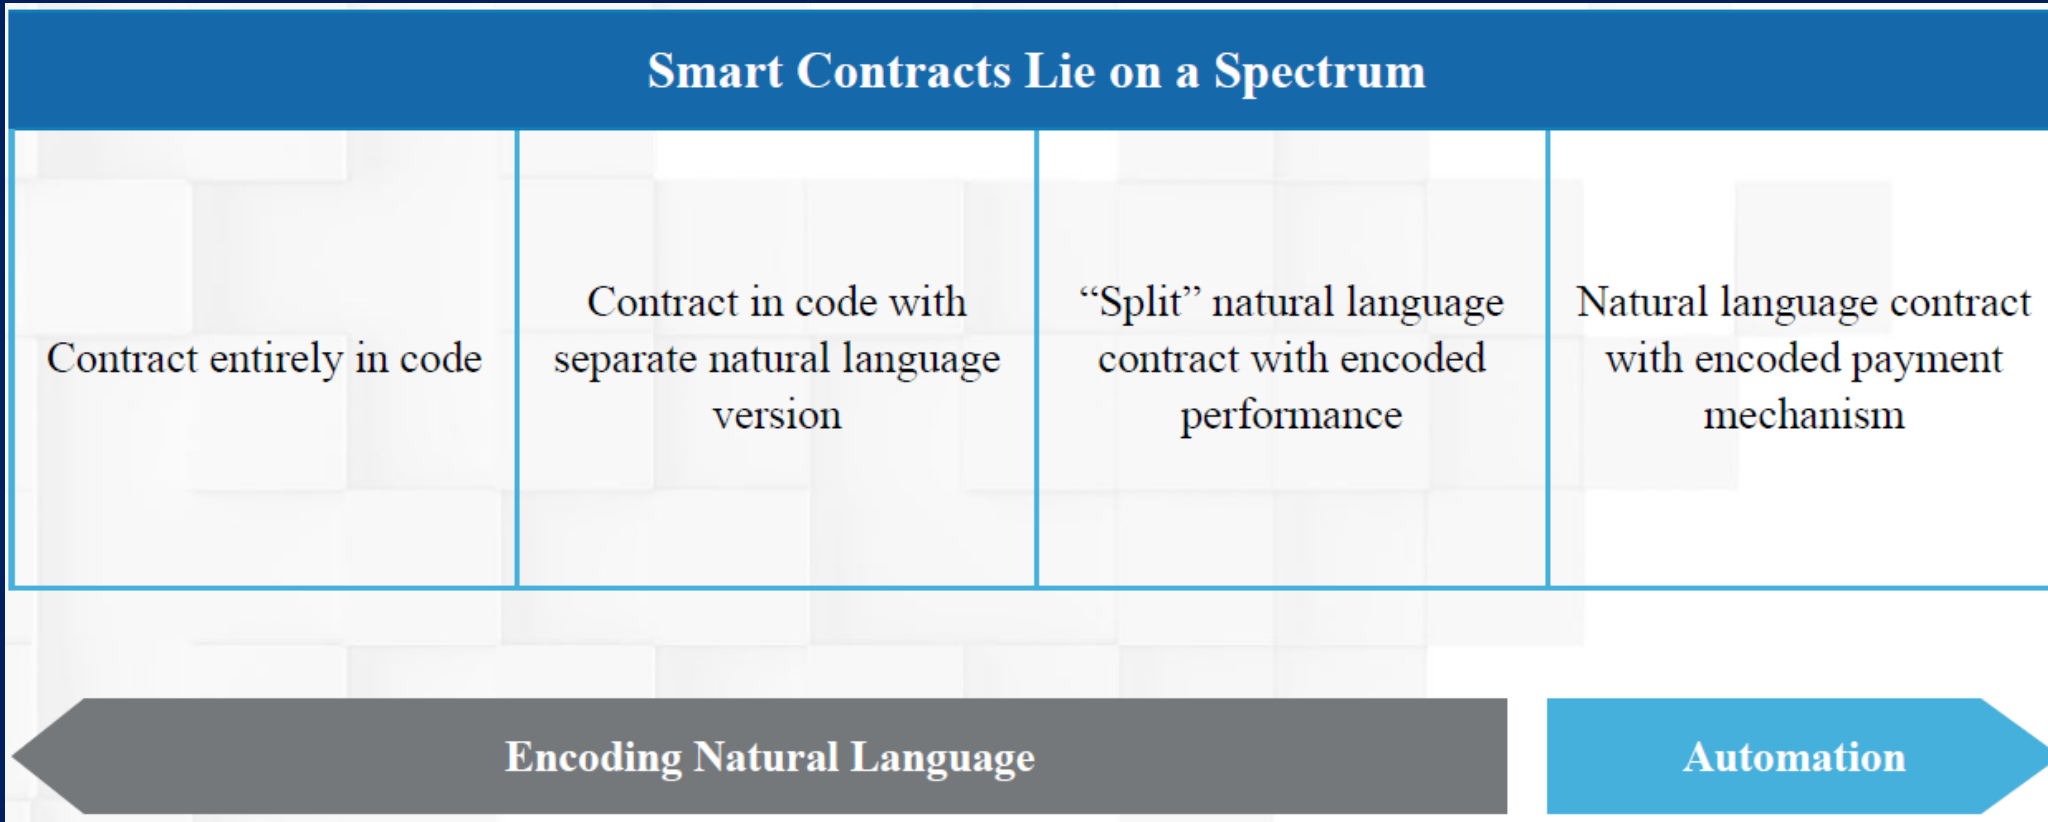 Smart Contracts Lie on a Spectrum
Contract entirely in code
Contract in code with
separate natural language
version
“Split” natural language
contract with encoded
performance
Natural language contract
with encoded payment
mechanism
Encoding Natural Language
Automation